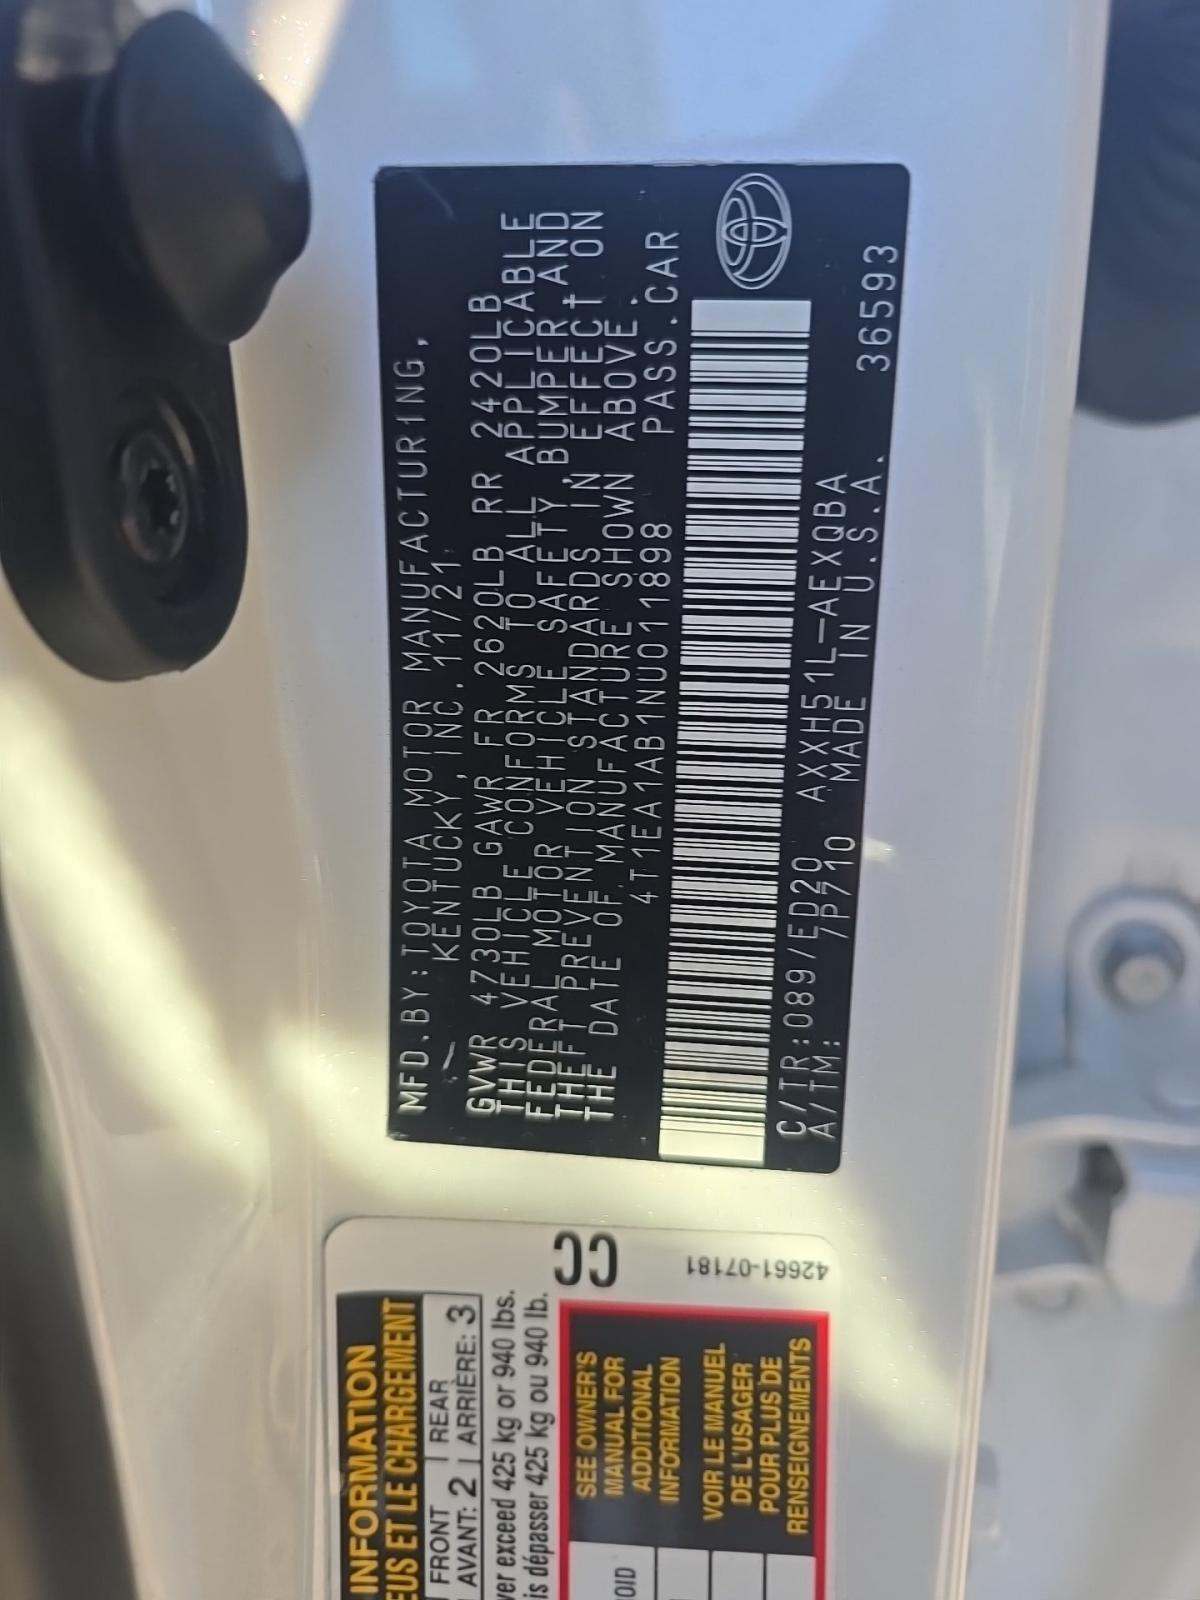 MFD.BY:TOYOTA MOTOR MANUFACTURING,
KENTUCKY, INC. 11/21
GVWR 4730LB GAWR FR 2620LB RR 2420LB
THIS VEHICLE CONFORMS TO ALL APPLICABLE
FEDERAL MOTOR VEHICLE SAFETY, BUMPER, AND
THEFT PREVENTION STANDARDS IN EFFECT ON
THE DATE OF MANUFACTURE SHOWN ABOVE.
4T1EA1AB1NU011898 PASS.CAR
C/TR:089/ED20 AXXH51L-AEXQBA 36593
A/TM: /P710 MADE IN U.S.A.
INFORMATION
EUS ET LE CHARGEMENT
FRONT REAR
AVANT: 2 ARRIÈRE: 3
ver exceed 425 kg or 940 lbs.
is dépasser 425 kg ou 940 lb.
CC
42661-07181
SEE OWNER'S
MANUAL FOR
ADDITIONAL
INFORMATION
VOIR LE MANUEL
DE L'USAGER
POUR PLUS DE
RENSEIGNEMENTS
OID